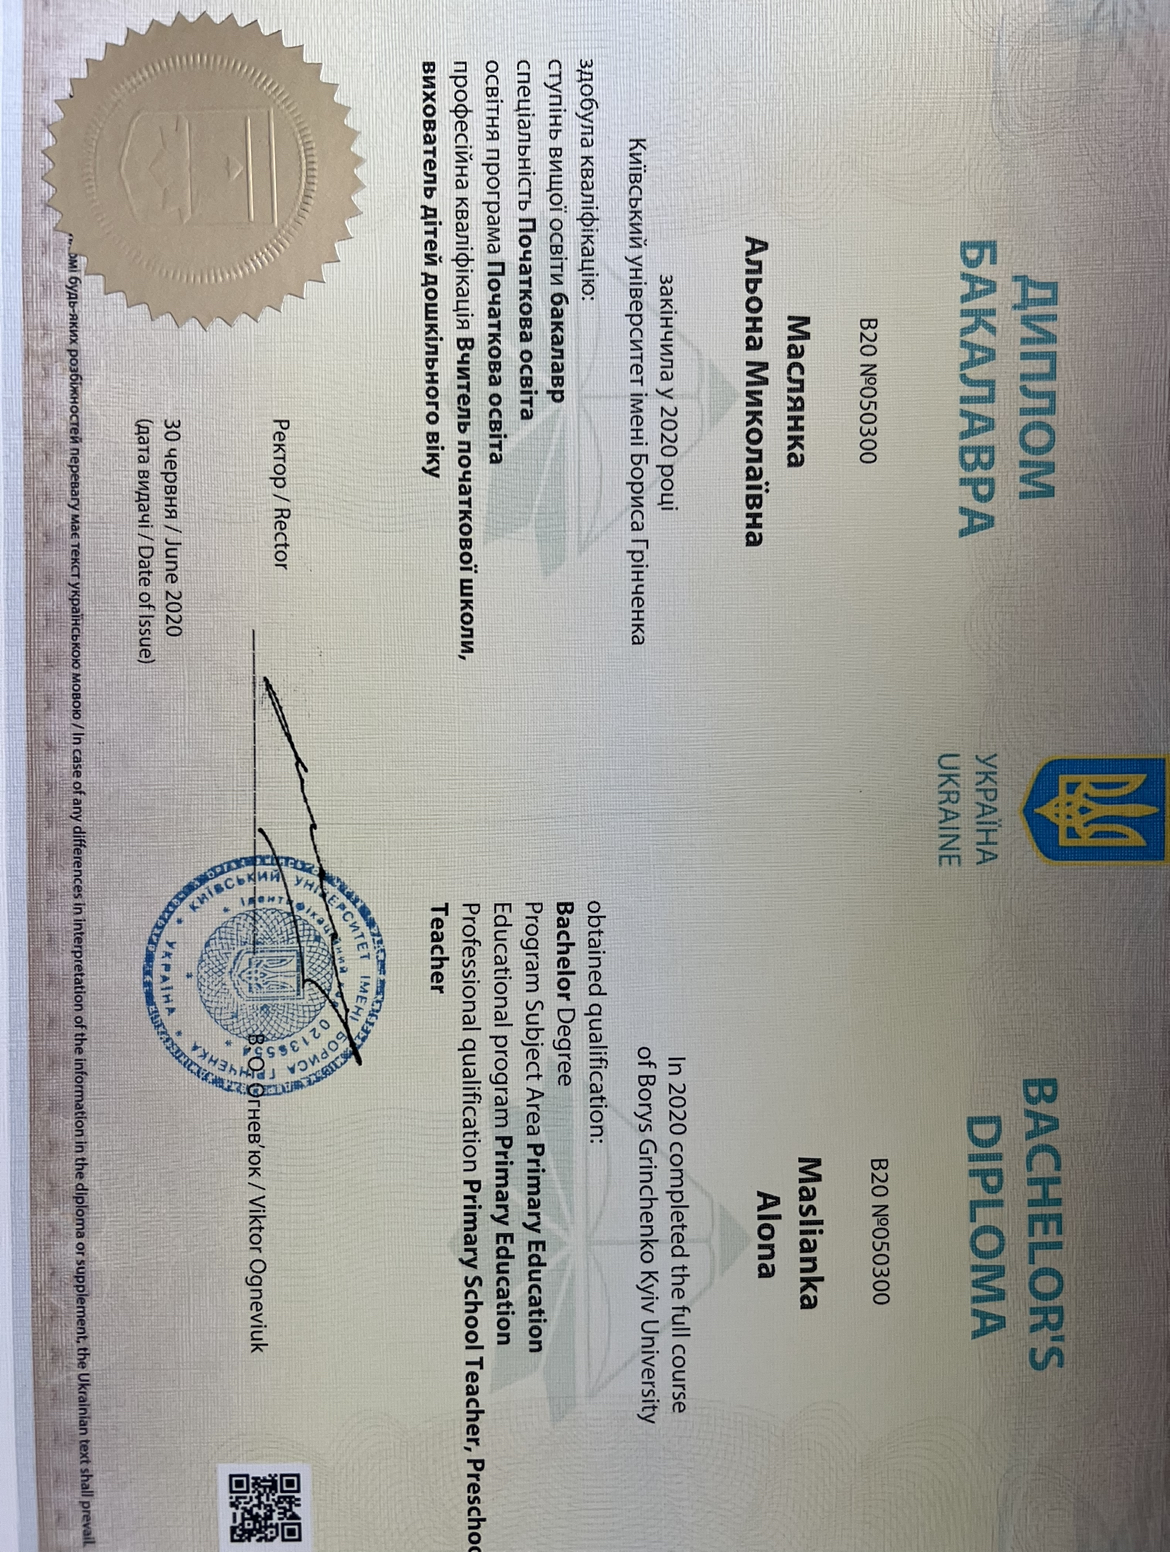 УКРАЇНА
UKRAINE
ДИПЛОМ
БАКАЛАВРА
B20 №050300
Маслянка
Альона Миколаївна
закінчила у 2020 році
Київський університет імені Бориса Грінченка
здобула кваліфікацію:
ступінь вищої освіти бакалавр
спеціальність Початкова освіта
освітня програма Початкова освіта
професійна кваліфікація Вчитель початкової школи,
вихователь дітей дошкільного віку
BACHELOR'S
DIPLOMA
B20 №050300
Maslianka
Alona
In 2020 completed the full course
of Borys Grinchenko Kyiv University
obtained qualification:
Bachelor Degree
Program Subject Area Primary Education
Educational program Primary Education
Professional qualification Primary School Teacher, Preschoo
Teacher
Ректор / Rector
В.О.Огнев'юк / Viktor Ogneviuk
КИЇВСЬКИЙ УНІВЕРСИТЕТ ІМЕНІ БОРИСА ГРІНЧЕНКА * УКРАЇНА *
Ідентифікаційний код 02136554
30 червня / June 2020
(дата видачі / Date of Issue)
будь-яких розбіжностей перевагу має текст українською мовою / In case of any differences in interpretation of the information in the diploma or supplement, the Ukrainian text shall prevail.